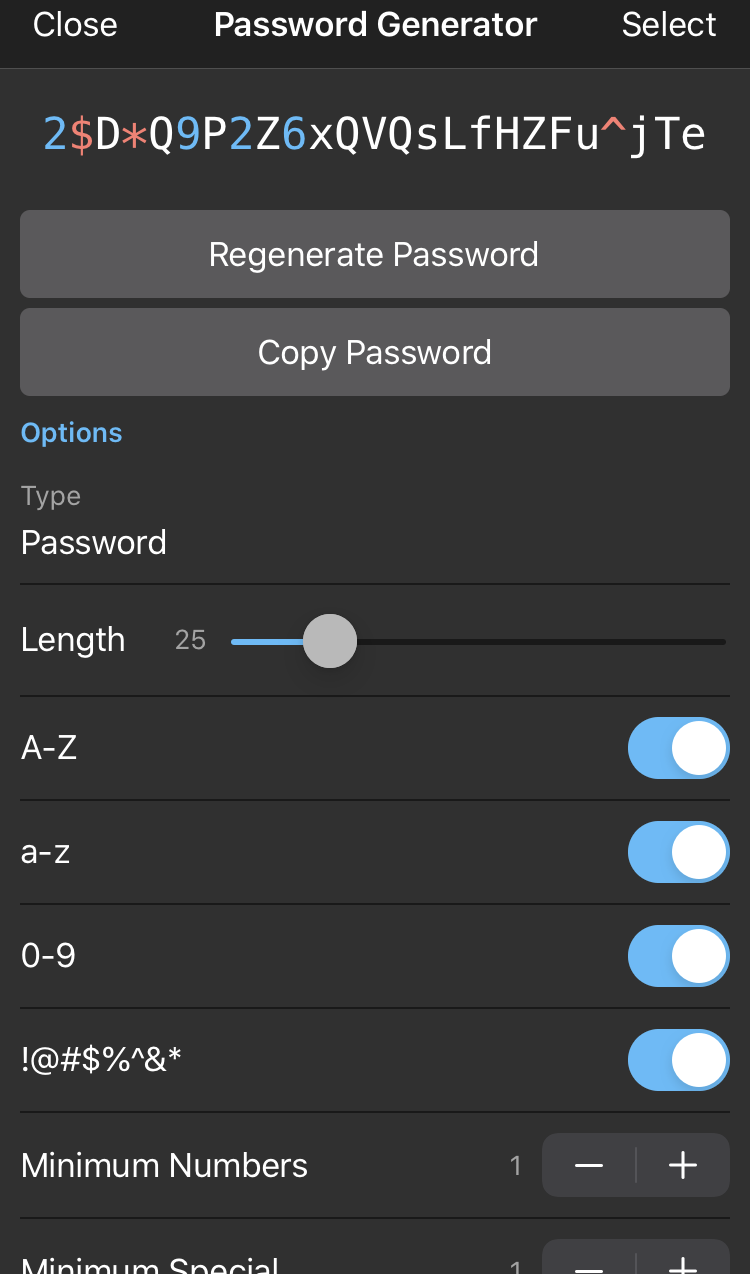 Close Password Generator Select
2$D*Q9P2Z6xQVQsLfHZFu^jTe
Regenerate Password
Copy Password
Options
Type
Password
Length 25
A-Z
a-z
0-9
!@#$%^&*
Minimum Numbers 1 — +
Minimum Special 1 — +